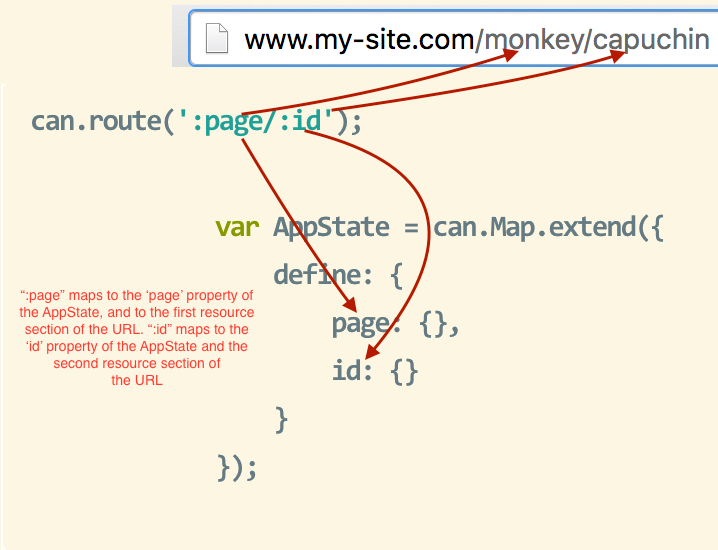 www.my-site.com/monkey/capuchin
can.route(':page/:id');
var AppState = can.Map.extend({
define: {
page: {},
id: {}
}
});
“:page” maps to the ‘page’ property of
the AppState, and to the first resource
section of the URL. “:id” maps to the
‘id’ property of the AppState and the
second resource section of
the URL